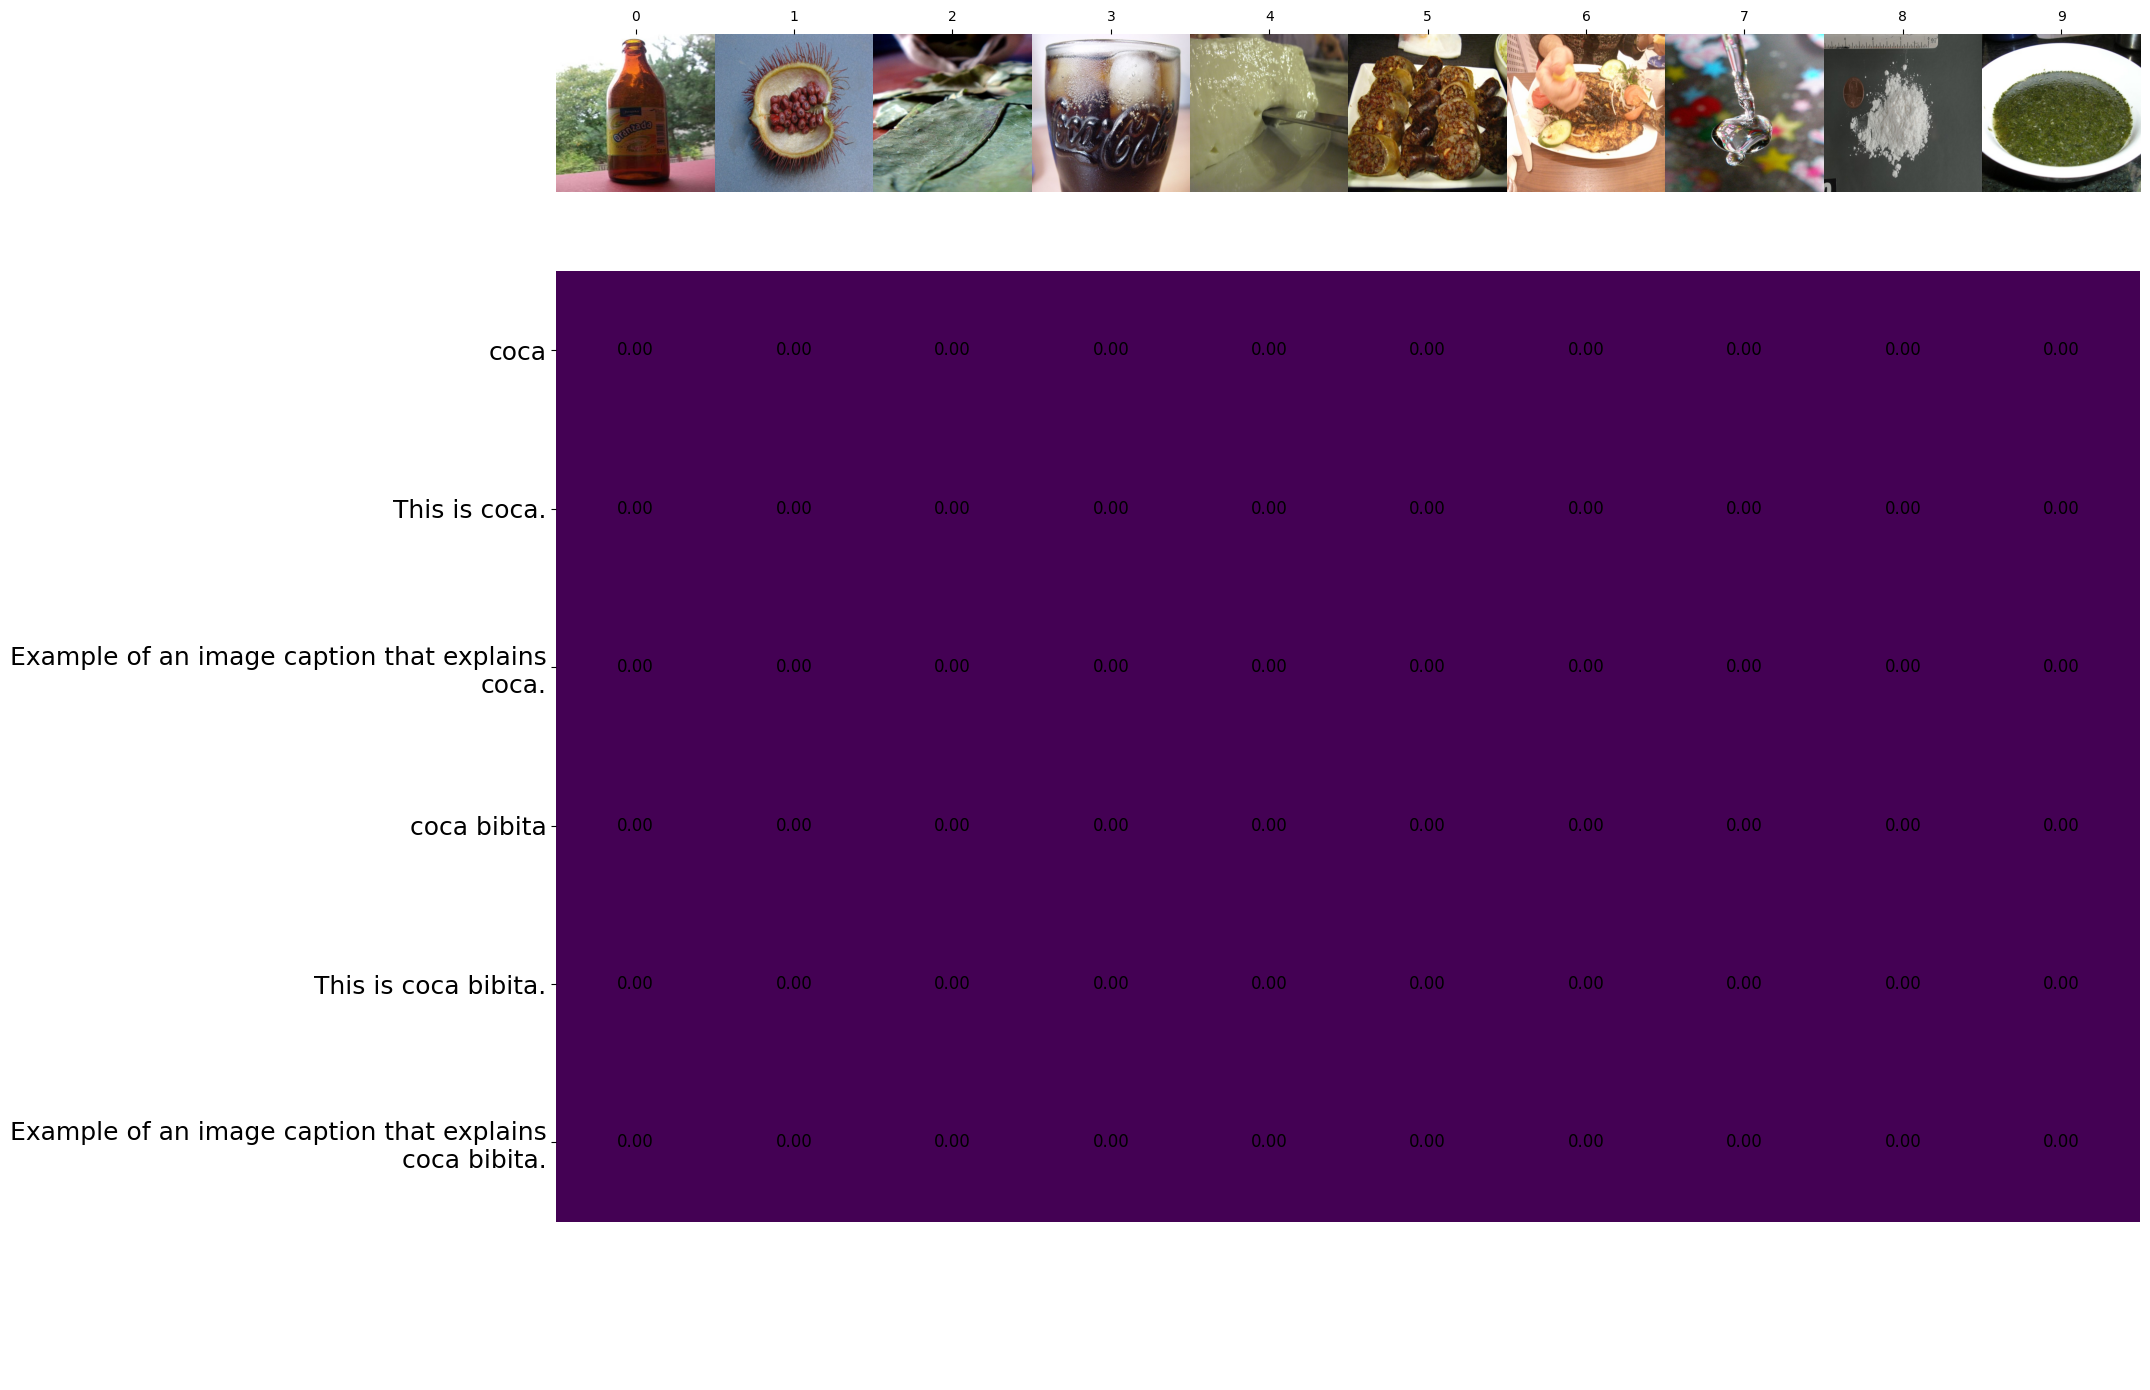 0 1 2 3 4 5 6 7 8 9
coca
0.00 0.00 0.00 0.00 0.00 0.00 0.00 0.00 0.00 0.00
This is coca.
0.00 0.00 0.00 0.00 0.00 0.00 0.00 0.00 0.00 0.00
Example of an image caption that explains
coca.
0.00 0.00 0.00 0.00 0.00 0.00 0.00 0.00 0.00 0.00
coca bibita
0.00 0.00 0.00 0.00 0.00 0.00 0.00 0.00 0.00 0.00
This is coca bibita.
0.00 0.00 0.00 0.00 0.00 0.00 0.00 0.00 0.00 0.00
Example of an image caption that explains
coca bibita.
0.00 0.00 0.00 0.00 0.00 0.00 0.00 0.00 0.00 0.00